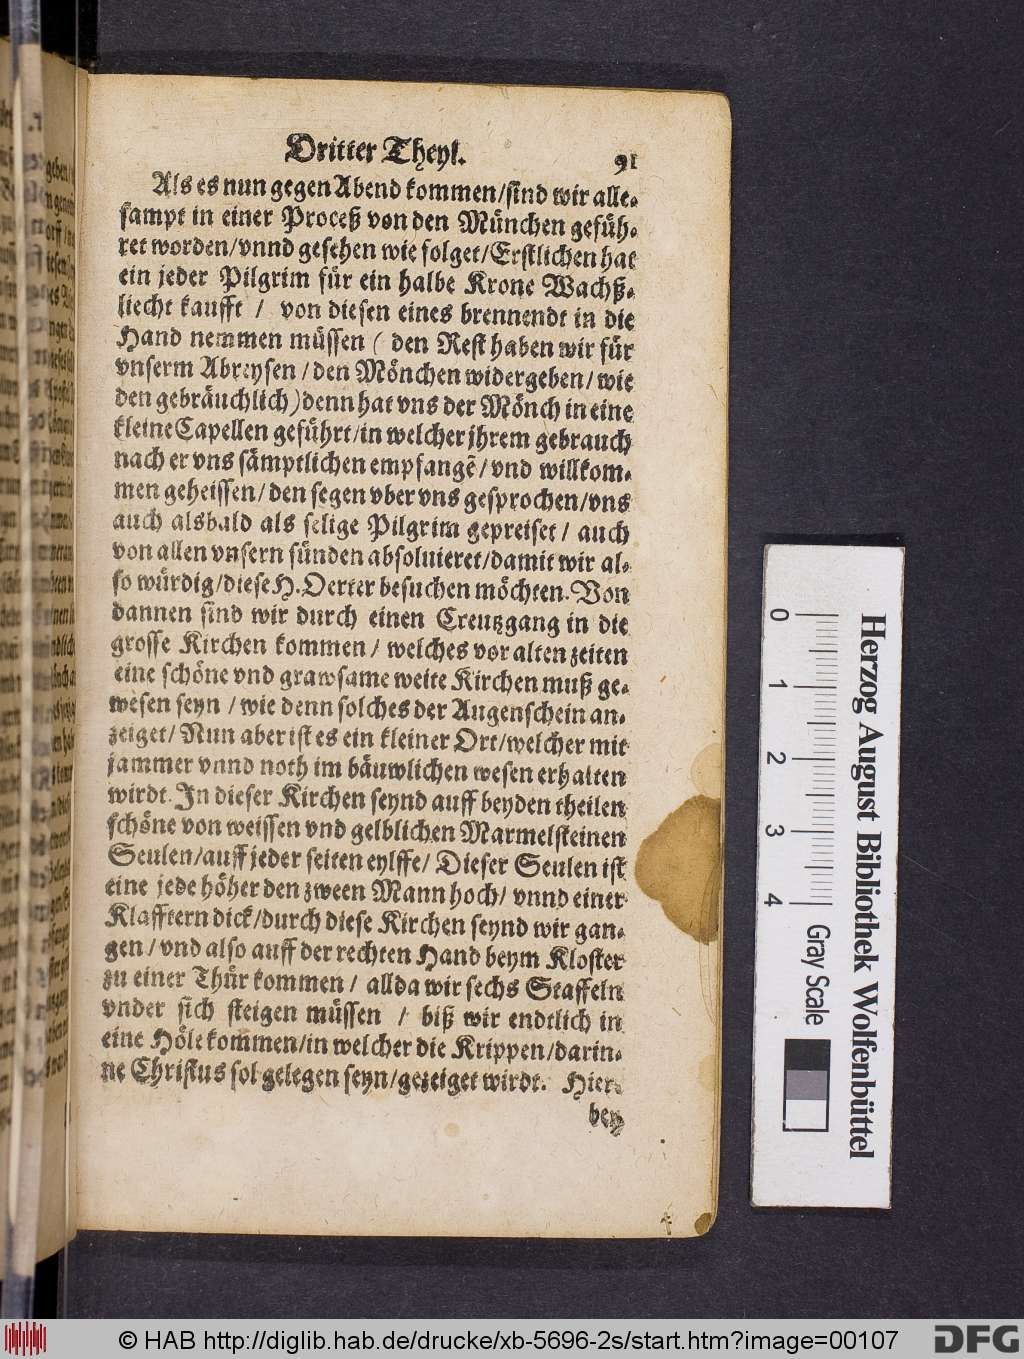 Dritter Theyl. 91
Als es nun gegen Abend kommen/sind wir alle-
sampt in einer Proceß von den München gefüh-
ret worden/vnnd gesehen wie folget/Erstlichen hat
ein jeder Pilgrim für ein halbe Krone Wachß-
liecht kaufft / von diesen eines brennendt in die
Hand nemmen müssen ( den Rest haben wir für
vnserm Abreysen/den Mönchen widergeben/wie
den gebräuchlich)denn hat vns der Mönch in eine
kleine Capellen geführt/in welcher jhrem gebrauch
nach er vns sämptlichen empfangẽ/vnd willkom-
men geheissen/den segen vber vns gesprochen/vns
auch alsbald als selige Pilgrim gepreiset/ auch
von allen vnsern sünden absoluieret/damit wir al-
so würdig/diese H. Oerter besuchen möchten. Von
dannen sind wir durch einen Creutzgang in die
grosse Kirchen kommen/ welches vor alten zeiten
eine schöne vnd grawsame weite Kirchen muß ge-
wesen seyn /wie denn solches der Augenschein an-
zeiget/ Nun aber ist es ein kleiner Ort/welcher mit
jammer vnnd noth im bäuwlichen wesen erhalten
wirdt. In dieser Kirchen seynd auff beyden theilen
schöne von weissen vnd gelblichen Marmelsteinen
Seulen/auff jeder seiten eylffe/ Dieser Seulen ist
eine jede höher den zween Mann hoch/ vnnd einer
Klafftern dick/durch diese Kirchen seynd wir gan-
gen/vnd also auff der rechten Hand beym Kloster
zu einer Thür kommen/ allda wir sechs Staffeln
vnder sich steigen müssen / biß wir endtlich in
eine Höle kommen/in welcher die Krippen/darin-
ne Christus sol gelegen seyn/gezeiget wirdt. Hier-
bey
Herzog August Bibliothek Wolfenbüttel
0 1 2 3 4
Gray Scale
© HAB http://diglib.hab.de/drucke/xb-5696-2s/start.htm?image=00107
DFG